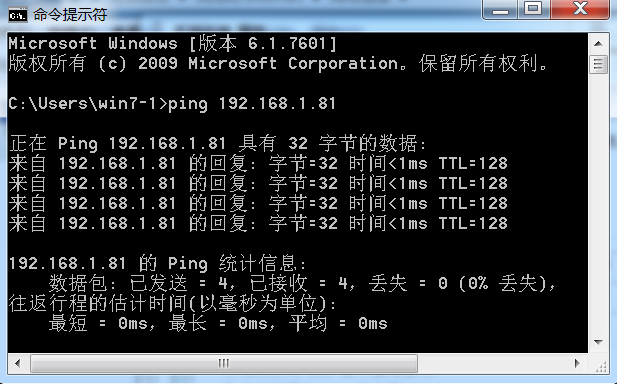 命令提示符
Microsoft Windows [版本 6.1.7601]
版权所有 (c) 2009 Microsoft Corporation。保留所有权利。
C:\Users\win7-1>ping 192.168.1.81
正在 Ping 192.168.1.81 具有 32 字节的数据:
来自 192.168.1.81 的回复: 字节=32 时间<1ms TTL=128
来自 192.168.1.81 的回复: 字节=32 时间<1ms TTL=128
来自 192.168.1.81 的回复: 字节=32 时间<1ms TTL=128
来自 192.168.1.81 的回复: 字节=32 时间<1ms TTL=128
192.168.1.81 的 Ping 统计信息:
数据包: 已发送 = 4，已接收 = 4，丢失 = 0 (0% 丢失)，
往返行程的估计时间(以毫秒为单位):
最短 = 0ms，最长 = 0ms，平均 = 0ms